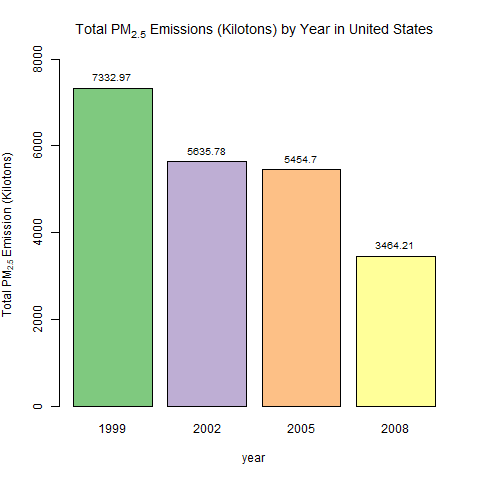 Total PM2.5 Emissions (Kilotons) by Year in United States
Total PM2.5 Emission (Kilotons)
8000
6000
4000
2000
0
7332.97
5635.78
5454.7
3464.21
1999 2002 2005 2008
year